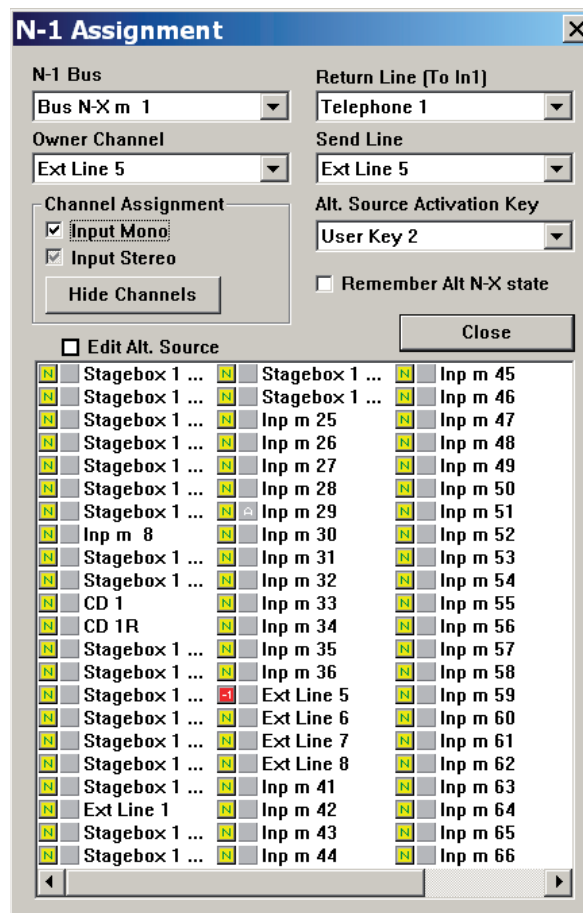 N-1 Assignment
N-1 Bus
Return Line (To In1)
Bus N-X m 1
Telephone 1
Owner Channel
Send Line
Ext Line 5
Ext Line 5
Channel Assignment
Alt. Source Activation Key
Input Mono
User Key 2
Input Stereo
Remember Alt N-X state
Hide Channels
Close
Edit Alt. Source
N Stagebox 1 ... N Stagebox 1 ... N Inp m 45
N Stagebox 1 ... N Stagebox 1 ... N Inp m 46
N Stagebox 1 ... N Inp m 25 N Inp m 47
N Stagebox 1 ... N Inp m 26 N Inp m 48
N Stagebox 1 ... N Inp m 27 N Inp m 49
N Stagebox 1 ... N Inp m 28 N Inp m 50
N Stagebox 1 ... N A Inp m 29 N Inp m 51
N Inp m 8 N Inp m 30 N Inp m 52
N Stagebox 1 ... N Inp m 31 N Inp m 53
N Stagebox 1 ... N Inp m 32 N Inp m 54
N CD 1 N Inp m 33 N Inp m 55
N CD 1R N Inp m 34 N Inp m 56
N Stagebox 1 ... N Inp m 35 N Inp m 57
N Stagebox 1 ... N Inp m 36 N Inp m 58
N Stagebox 1 ... -1 Ext Line 5 N Inp m 59
N Stagebox 1 ... N Ext Line 6 N Inp m 60
N Stagebox 1 ... N Ext Line 7 N Inp m 61
N Stagebox 1 ... N Ext Line 8 N Inp m 62
N Stagebox 1 ... N Inp m 41 N Inp m 63
N Ext Line 1 N Inp m 42 N Inp m 64
N Stagebox 1 ... N Inp m 43 N Inp m 65
N Stagebox 1 ... N Inp m 44 N Inp m 66